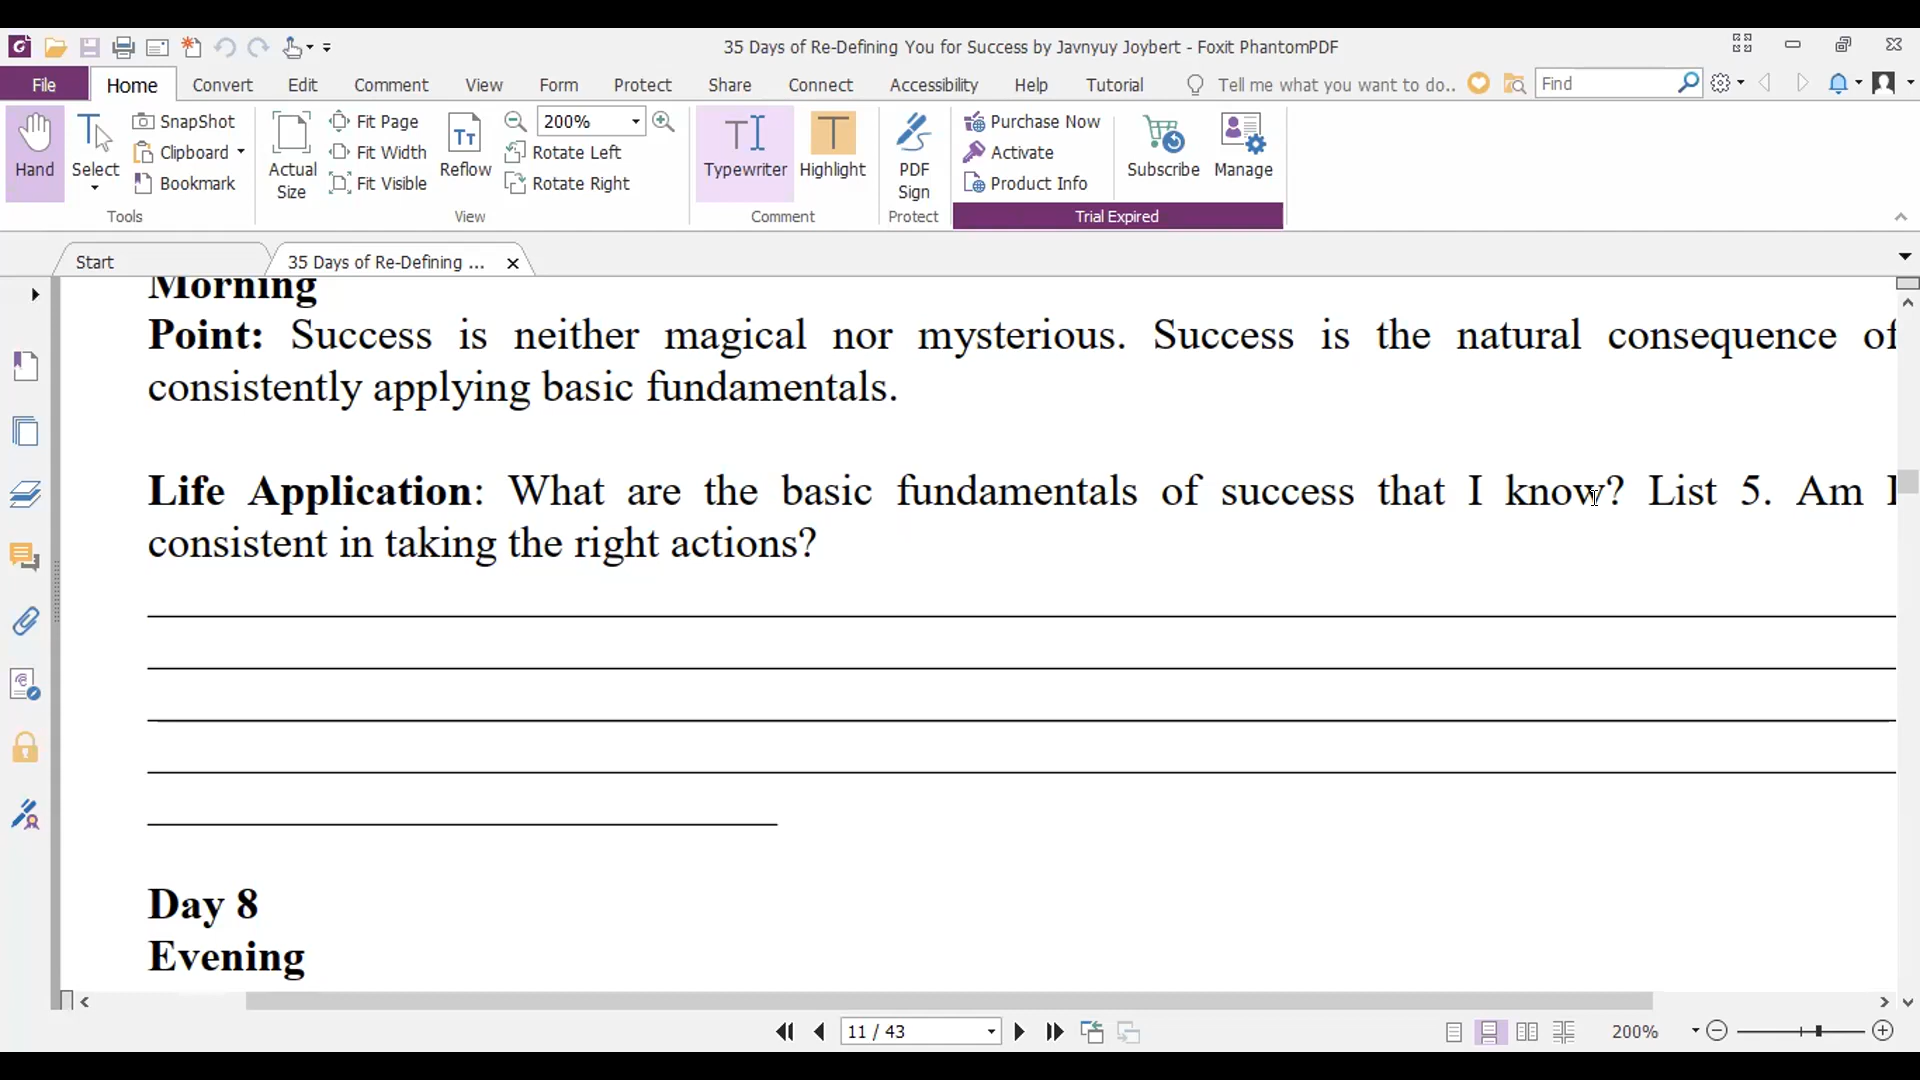 35 Days of Re-Defining You for Success by Javnyuy Joybert - Foxit PhantomPDF
File Home Convert Edit Comment View Form Protect Share Connect Accessibility Help Tutorial Tell me what you want to do.. Find
Hand Select SnapShot Clipboard Bookmark Actual Size Fit Page Fit Width Fit Visible Reflow 200% Rotate Left Rotate Right Typewriter Highlight PDF Sign Purchase Now Activate Product Info Subscribe Manage
Tools View Comment Protect Trial Expired
Start 35 Days of Re-Defining ...
Morning
Point: Success is neither magical nor mysterious. Success is the natural consequence of
consistently applying basic fundamentals.
Life Application: What are the basic fundamentals of success that I know? List 5. Am I
consistent in taking the right actions?
Day 8
Evening
11 / 43 200%